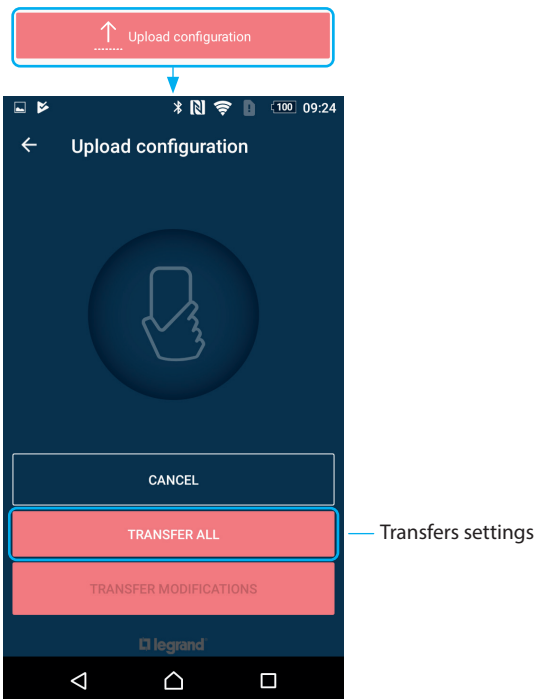 Upload configuration
100 09:24
Upload configuration
CANCEL
TRANSFER ALL
Transfers settings
TRANSFER MODIFICATIONS
legrand